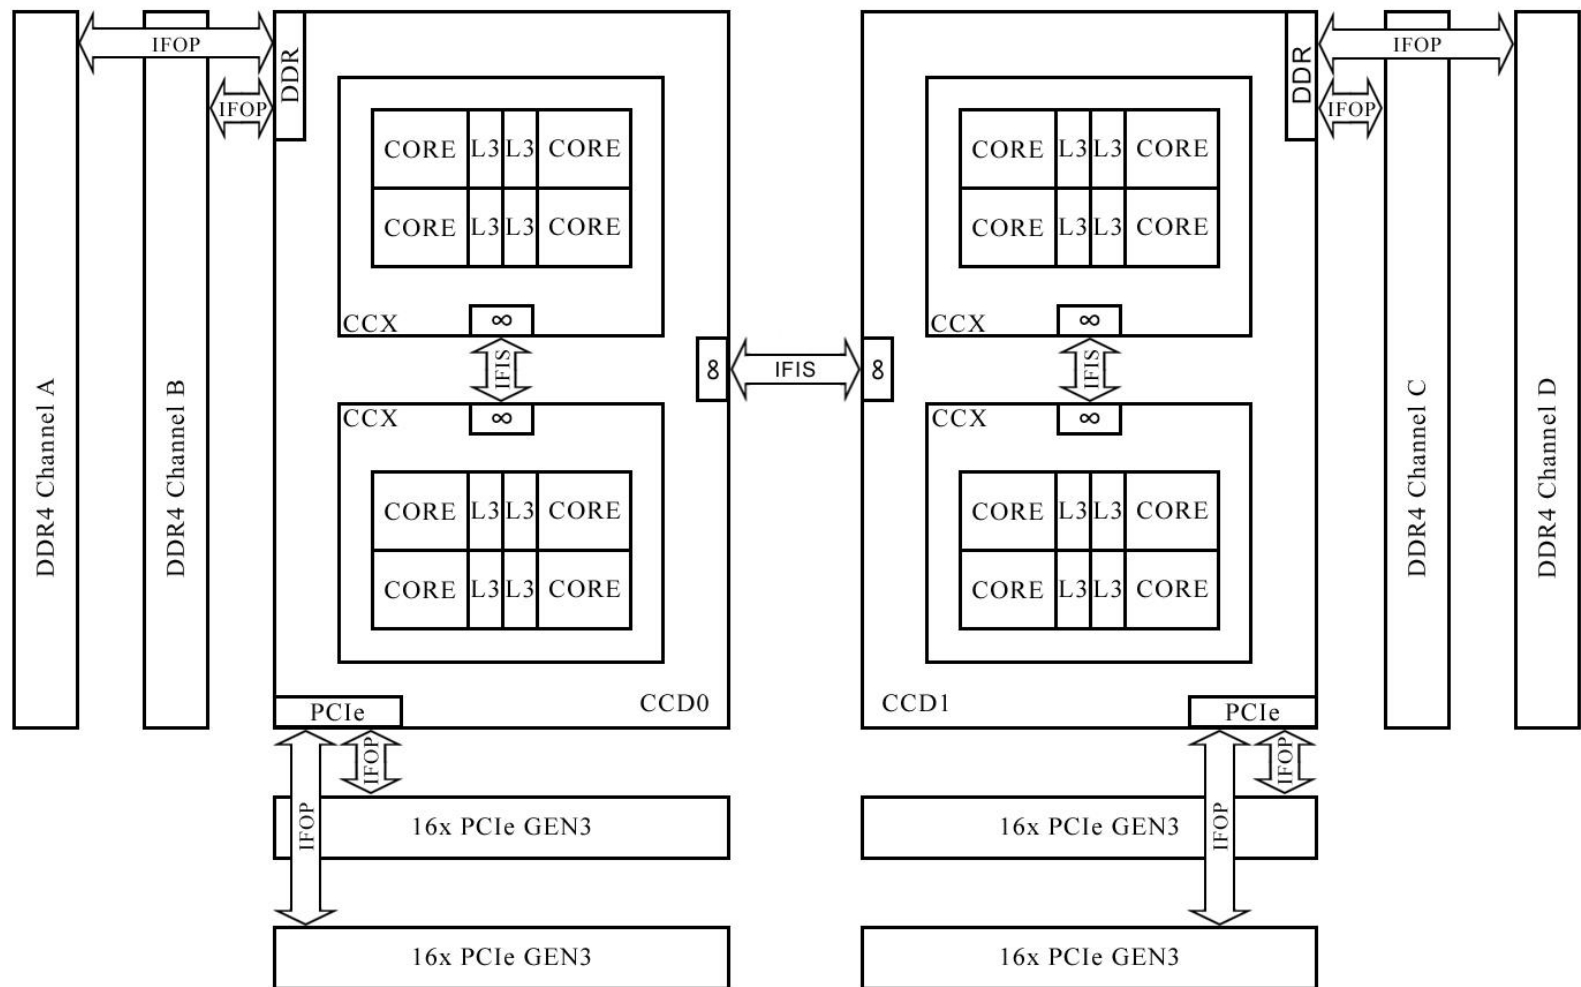 IFOP
IFOP
DDR
DDR
IFOP
IFOP
CORE L3 L3 CORE
CORE L3 L3 CORE
CCX
∞
CORE L3 L3 CORE
CORE L3 L3 CORE
CCX
∞
IFIS
∞
IFIS
∞
IFIS
CCX
∞
CORE L3 L3 CORE
CORE L3 L3 CORE
CCX
∞
CORE L3 L3 CORE
CORE L3 L3 CORE
DDR4 Channel A
DDR4 Channel B
DDR4 Channel C
DDR4 Channel D
PCIe
CCD0
CCD1
PCIe
IFOP
IFOP
IFOP
IFOP
16x PCIe GEN3
16x PCIe GEN3
16x PCIe GEN3
16x PCIe GEN3